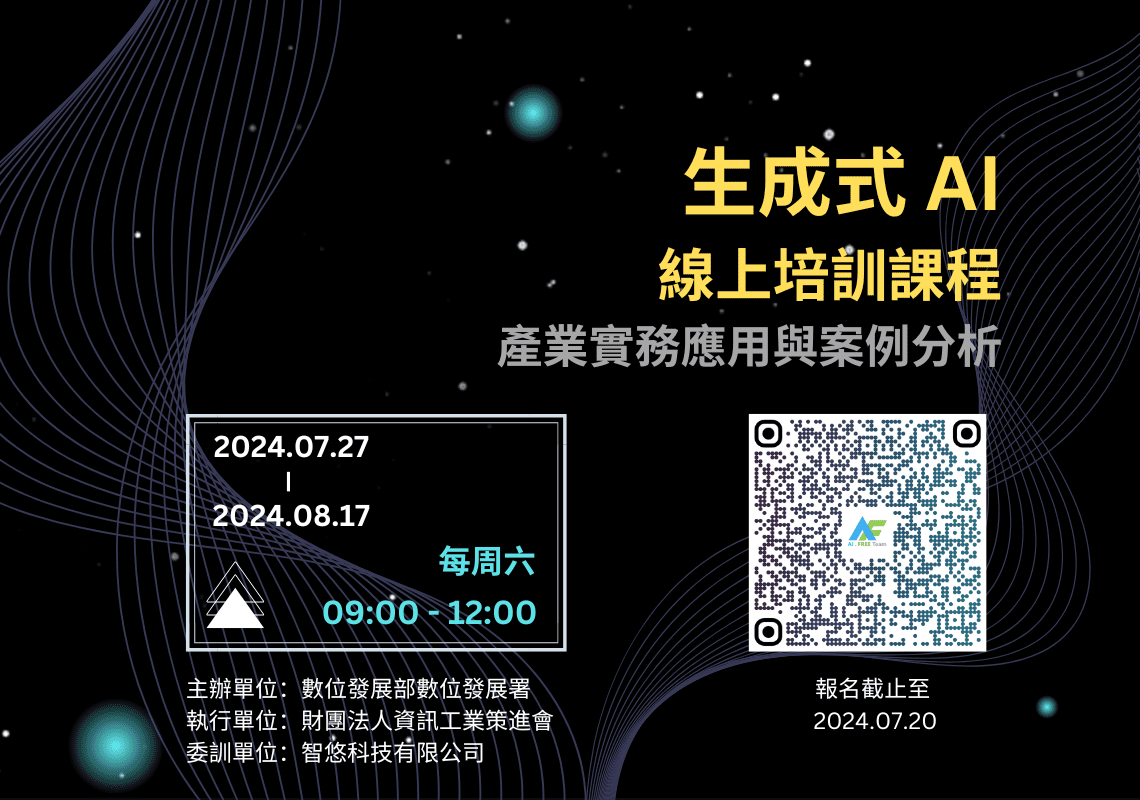 生成式 AI
線上培訓課程
產業實務應用與案例分析
2024.07.27
|
2024.08.17
每周六
09:00 - 12:00
AI . FREE Team
主辦單位：數位發展部數位發展署
執行單位：財團法人資訊工業策進會
委訓單位：智悠科技有限公司
報名截止至
2024.07.20